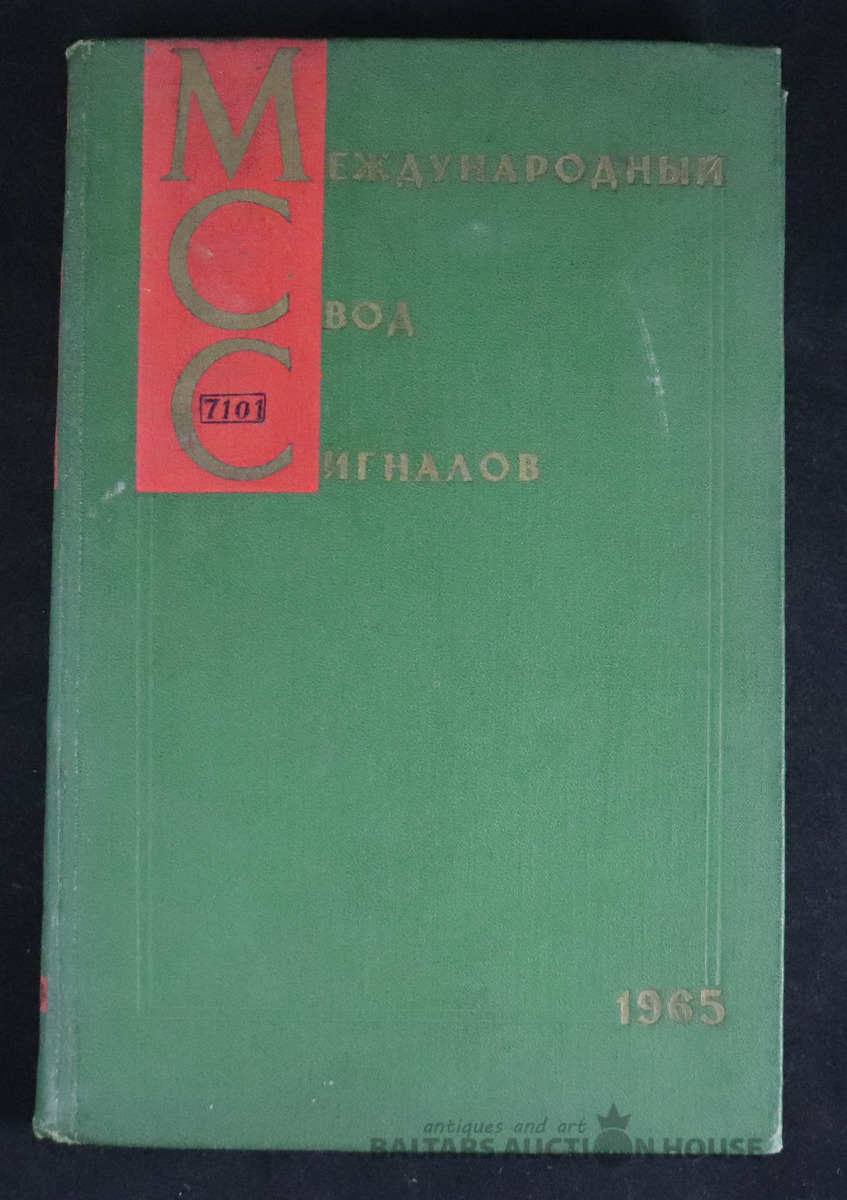 МЕЖДУНАРОДНЫЙ
СВОД
СИГНАЛОВ
7101
1965
antiques and art
BALTARS AUCTION HOUSE